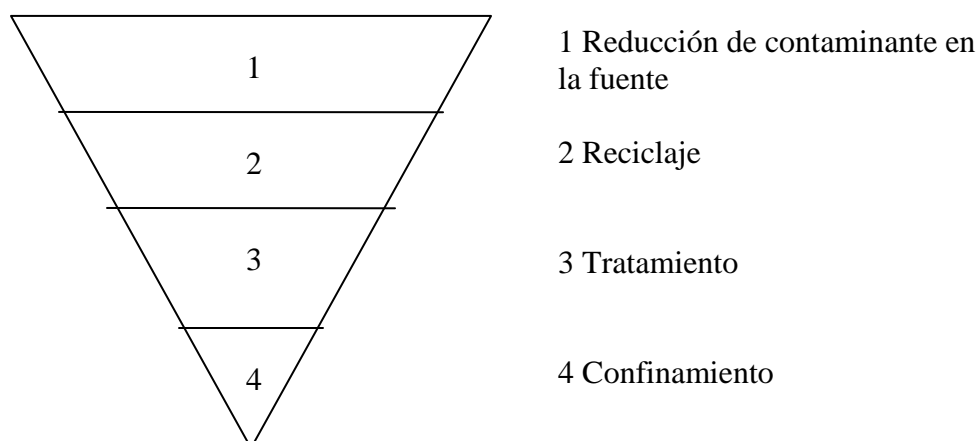 1
2
3
4
1 Reducción de contaminante en
la fuente
2 Reciclaje
3 Tratamiento
4 Confinamiento